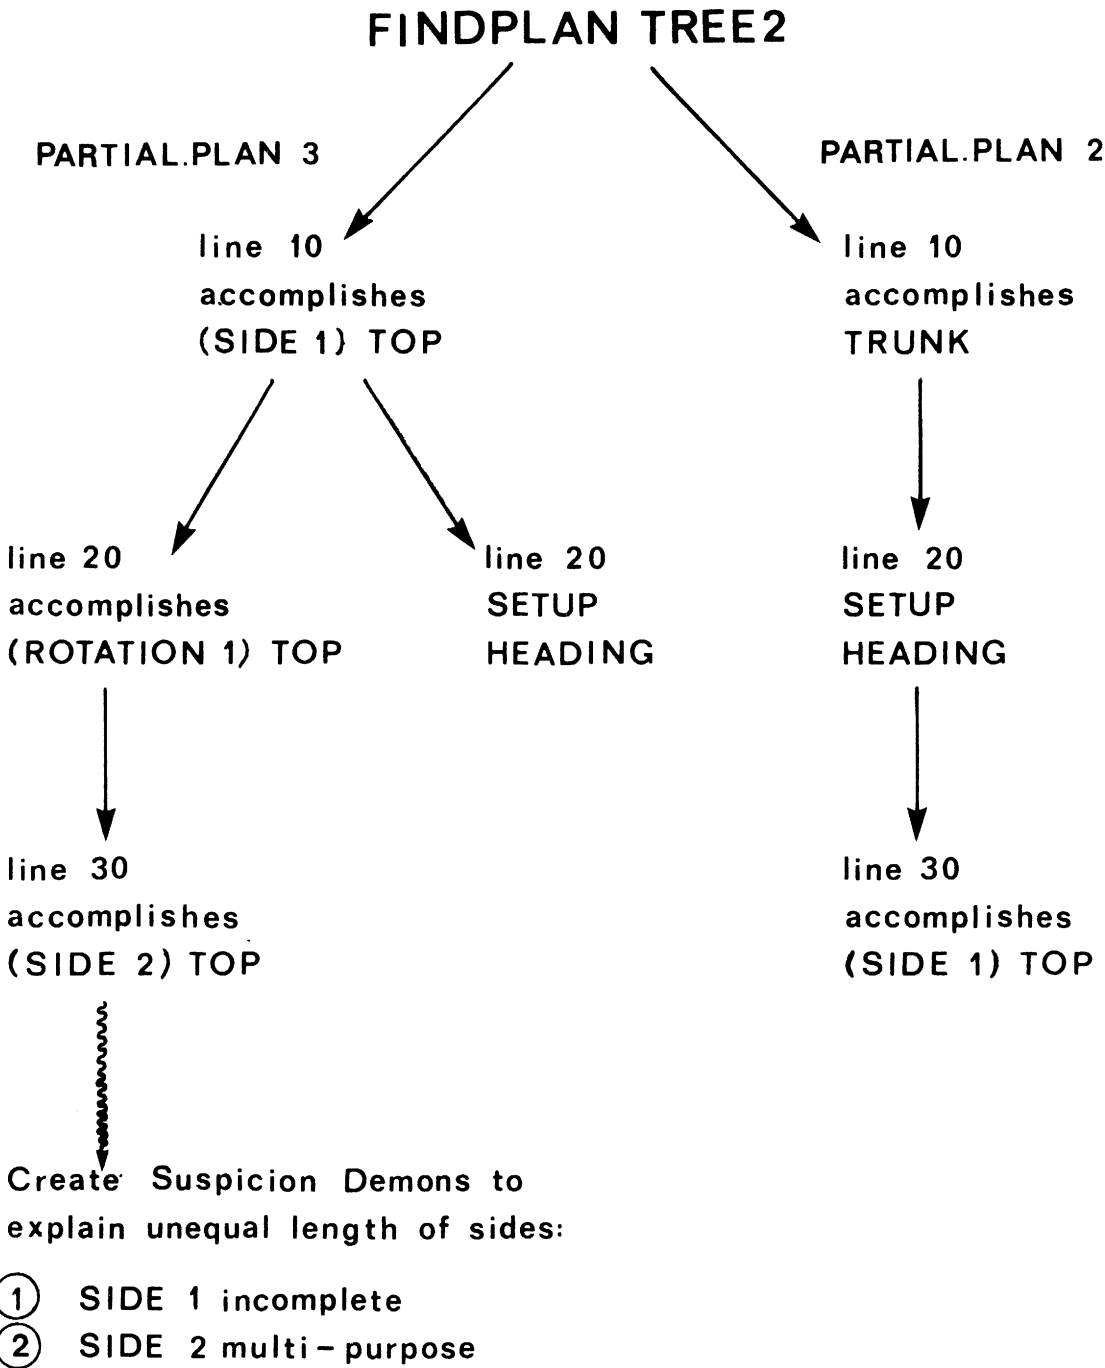 FINDPLAN TREE2
PARTIAL.PLAN 3
PARTIAL.PLAN 2
line 10
accomplishes
(SIDE 1) TOP
line 10
accomplishes
TRUNK
line 20
accomplishes
(ROTATION 1) TOP
line 20
SETUP
HEADING
line 20
SETUP
HEADING
line 30
accomplishes
(SIDE 2) TOP
line 30
accomplishes
(SIDE 1) TOP
Create Suspicion Demons to
explain unequal length of sides:
1 SIDE 1 incomplete
2 SIDE 2 multi-purpose